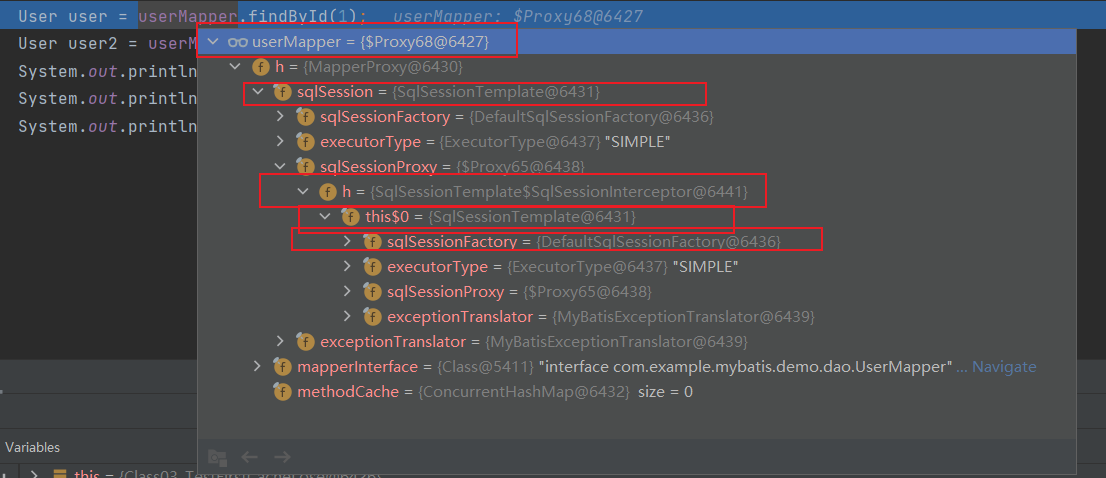 User user = userMapper.findById(1);   userMapper: $Proxy68@6427
User user2 = userM
System.out.println
System.out.println
System.out.println
userMapper = {$Proxy68@6427}
h = {MapperProxy@6430}
sqlSession = {SqlSessionTemplate@6431}
sqlSessionFactory = {DefaultSqlSessionFactory@6436}
executorType = {ExecutorType@6437} "SIMPLE"
sqlSessionProxy = {$Proxy65@6438}
h = {SqlSessionTemplate$SqlSessionInterceptor@6441}
this$0 = {SqlSessionTemplate@6431}
sqlSessionFactory = {DefaultSqlSessionFactory@6436}
executorType = {ExecutorType@6437} "SIMPLE"
sqlSessionProxy = {$Proxy65@6438}
exceptionTranslator = {MyBatisExceptionTranslator@6439}
exceptionTranslator = {MyBatisExceptionTranslator@6439}
mapperInterface = {Class@5411} "interface com.example.mybatis.demo.dao.UserMapper" ... Navigate
methodCache = {ConcurrentHashMap@6432}  size = 0
Variables
this =